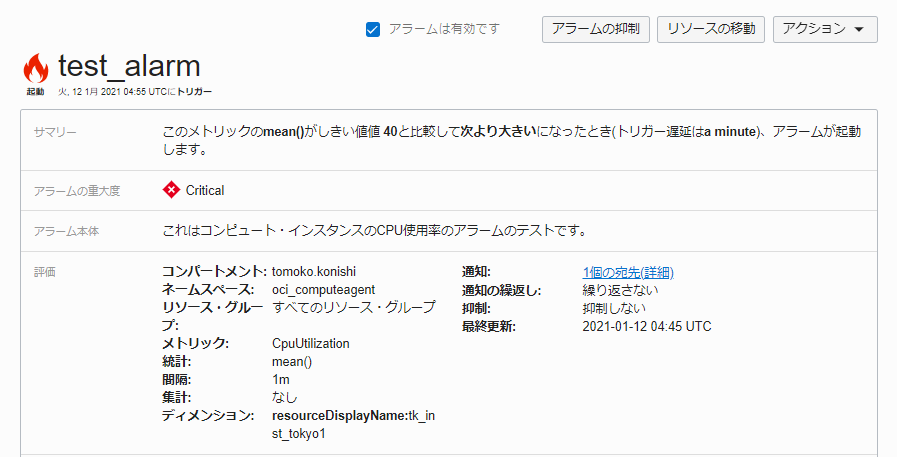 アラームは有効です
アラームの抑制
リソースの移動
アクション
test_alarm
起動
火, 12 1月 2021 04:55 UTCにトリガー
サマリー
このメトリックのmean()がしきい値値 40と比較して次より大きいになったとき(トリガー遅延はa minute)、アラームが起動
します。
アラームの重大度
Critical
アラーム本体
これはコンピュート・インスタンスのCPU使用率のアラームのテストです。
評価
コンパートメント: tomoko.konishi
ネームスペース: oci_computeagent
リソース・グルー すべてのリソース・グループ
プ:
メトリック: CpuUtilization
統計: mean()
間隔: 1m
集計: なし
ディメンション: resourceDisplayName:tk_in
st_tokyo1
通知: 1個の宛先(詳細)
通知の繰返し: 繰り返さない
抑制: 抑制しない
最終更新: 2021-01-12 04:45 UTC